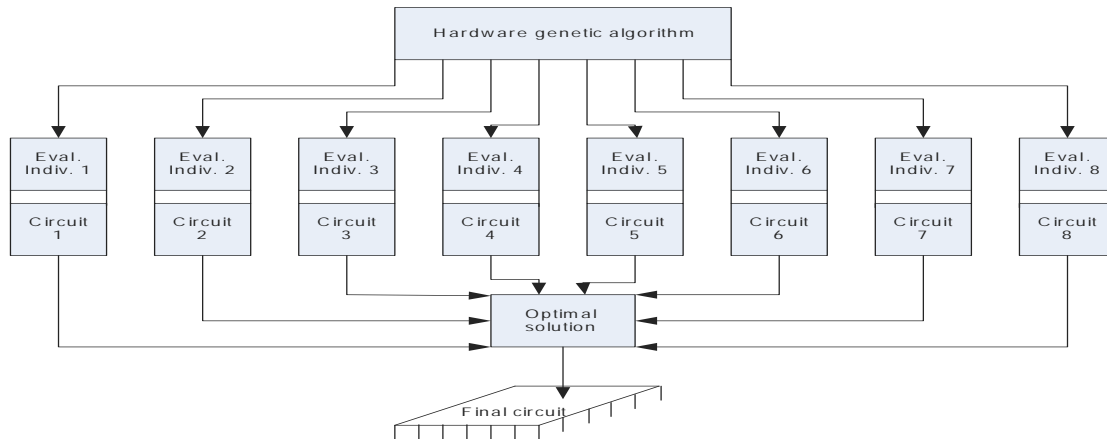 Hardware genetic algorithm
Eval.
Indiv. 1
Eval.
Indiv. 2
Eval.
Indiv. 3
Eval.
Indiv. 4
Eval.
Indiv. 5
Eval.
Indiv. 6
Eval.
Indiv. 7
Eval.
Indiv. 8
Circuit
1
Circuit
2
Circuit
3
Circuit
4
Circuit
5
Circuit
6
Circuit
7
Circuit
8
Optimal
solution
Final circuit